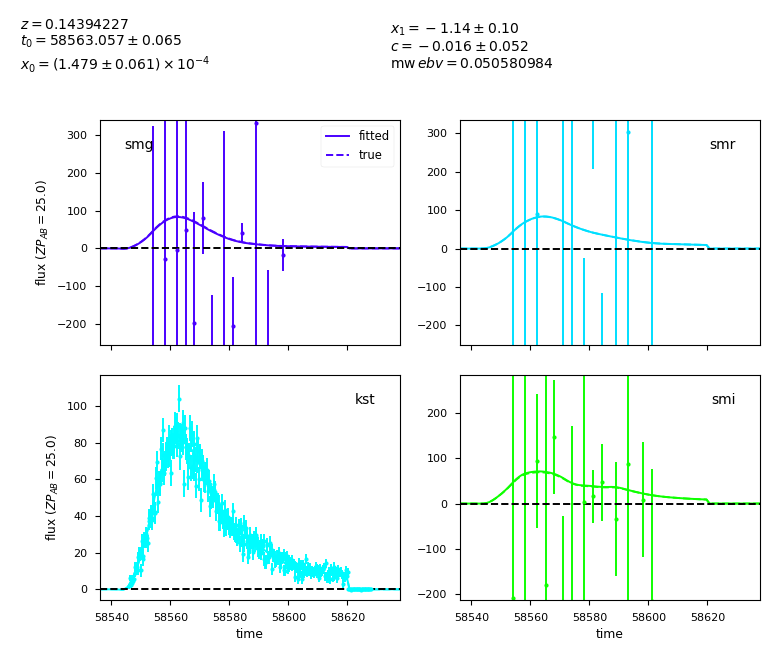 z = 0.14394227
t₀ = 58563.057 ± 0.065
x₀ = (1.479 ± 0.061) × 10⁻⁴
x₁ = −1.14 ± 0.10
c = −0.016 ± 0.052
mw ebv = 0.050580984
smg
fitted
true
300
200
100
0
−100
−200
flux (ZP_AB = 25.0)
smr
300
200
100
0
−100
−200
kst
100
80
60
40
20
0
flux (ZP_AB = 25.0)
58540 58560 58580 58600 58620
time
smi
200
100
0
−100
−200
58540 58560 58580 58600 58620
time